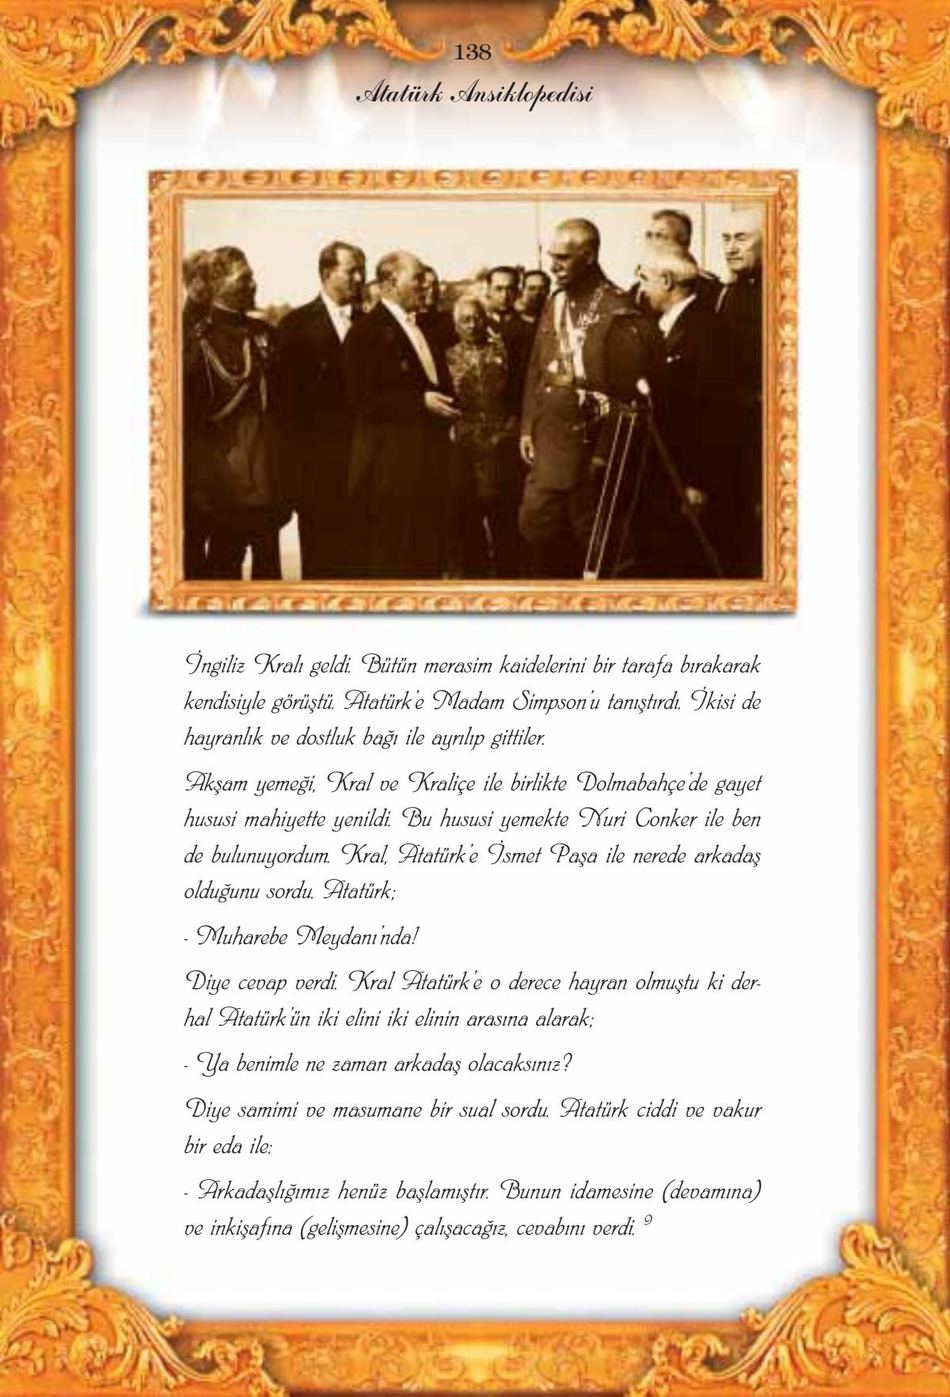 138
Atatürk Ansiklopedisi
İngiliz Kralı geldi. Bütün merasim kaidelerini bir tarafa bırakarak
kendisiyle görüştü. Atatürk'e Madam Simpson'u tanıştırdı. İkisi de
hayranlık ve dostluk bağı ile ayrılıp gittiler.
Akşam yemeği, Kral ve Kraliçe ile birlikte Dolmabahçe'de gayet
hususi mahiyette yenildi. Bu hususi yemekte Nuri Conker ile ben
de bulunuyordum. Kral, Atatürk'e İsmet Paşa ile nerede arkadaş
olduğunu sordu. Atatürk;
- Muharebe Meydanı'nda!
Diye cevap verdi. Kral Atatürk'e o derece hayran olmuştu ki der-
hal Atatürk'ün iki elini iki elinin arasına alarak;
- Ya benimle ne zaman arkadaş olacaksınız?
Diye samimi ve masumane bir sual sordu. Atatürk ciddi ve vakur
bir eda ile:
- Arkadaşlığımız henüz başlamıştır. Bunun idamesine (devamına)
ve inkişafına (gelişmesine) çalışacağız, cevabını verdi. 9